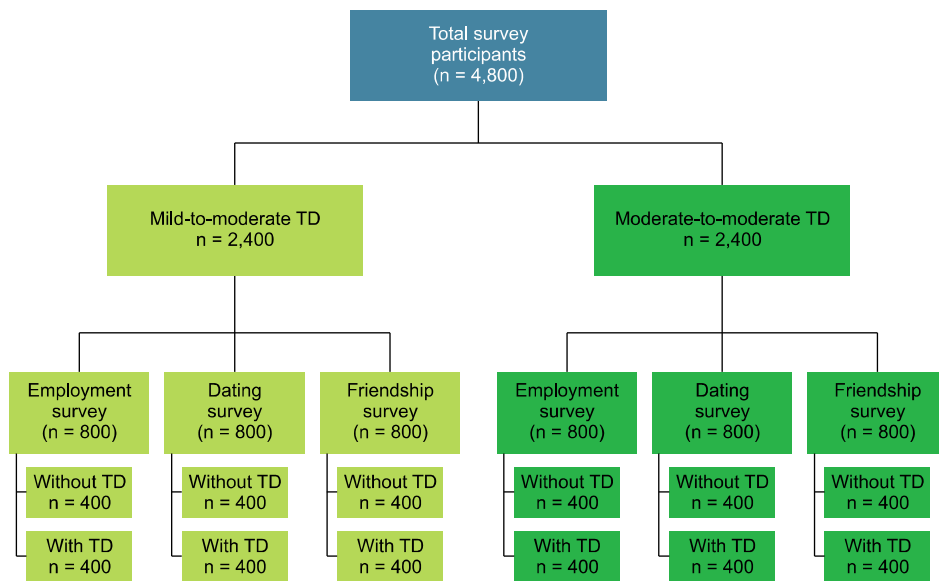 Total survey
participants
(n = 4,800)
Mild-to-moderate TD
n = 2,400
Moderate-to-moderate TD
n = 2,400
Employment
survey
(n = 800)
Dating
survey
(n = 800)
Friendship
survey
(n = 800)
Employment
survey
(n = 800)
Dating
survey
(n = 800)
Friendship
survey
(n = 800)
Without TD
n = 400
Without TD
n = 400
Without TD
n = 400
Without TD
n = 400
Without TD
n = 400
Without TD
n = 400
With TD
n = 400
With TD
n = 400
With TD
n = 400
With TD
n = 400
With TD
n = 400
With TD
n = 400